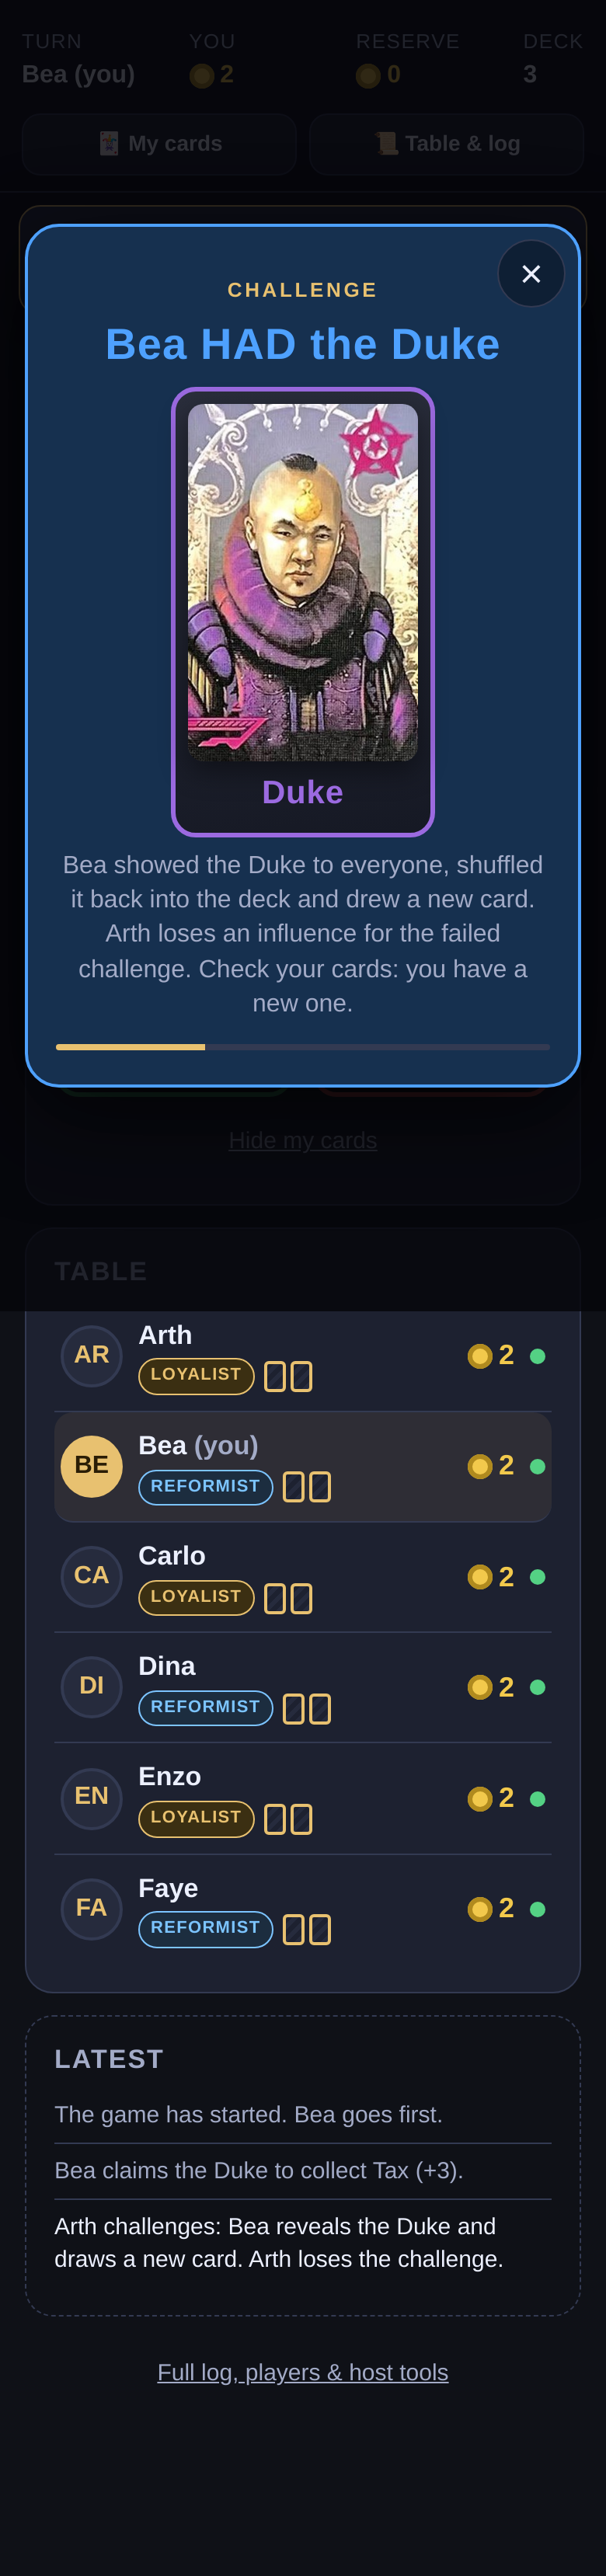 TURN YOU RESERVE DECK
Bea (you) 2 0 3
My cards Table & log
CHALLENGE
Bea HAD the Duke
Duke
Bea showed the Duke to everyone, shuffled
it back into the deck and drew a new card.
Arth loses an influence for the failed
challenge. Check your cards: you have a
new one.
Hide my cards
TABLE
AR Arth 2
LOYALIST
BE Bea (you) 2
REFORMIST
CA Carlo 2
LOYALIST
DI Dina 2
REFORMIST
EN Enzo 2
LOYALIST
FA Faye 2
REFORMIST
LATEST
The game has started. Bea goes first.
Bea claims the Duke to collect Tax (+3).
Arth challenges: Bea reveals the Duke and
draws a new card. Arth loses the challenge.
Full log, players & host tools